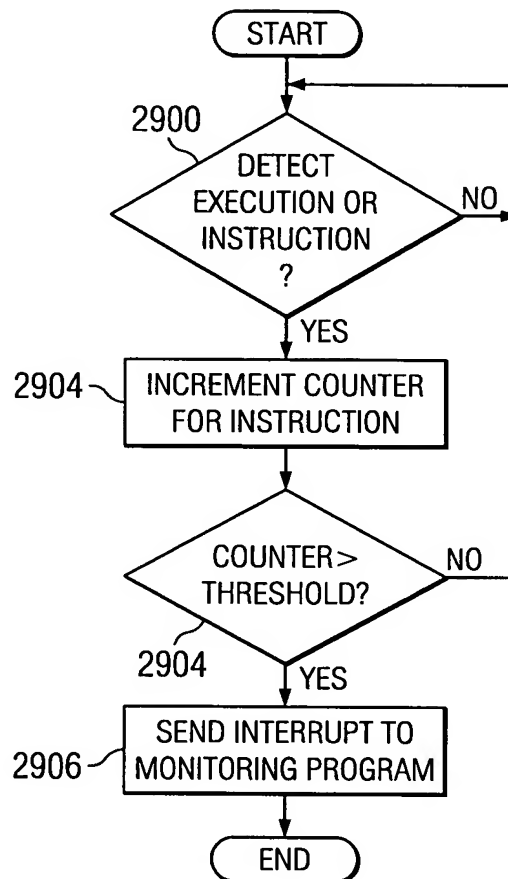 START
2900
DETECT
EXECUTION OR
INSTRUCTION
?
NO
YES
2904
INCREMENT COUNTER
FOR INSTRUCTION
COUNTER>
THRESHOLD?
NO
2904
YES
2906
SEND INTERRUPT TO
MONITORING PROGRAM
END